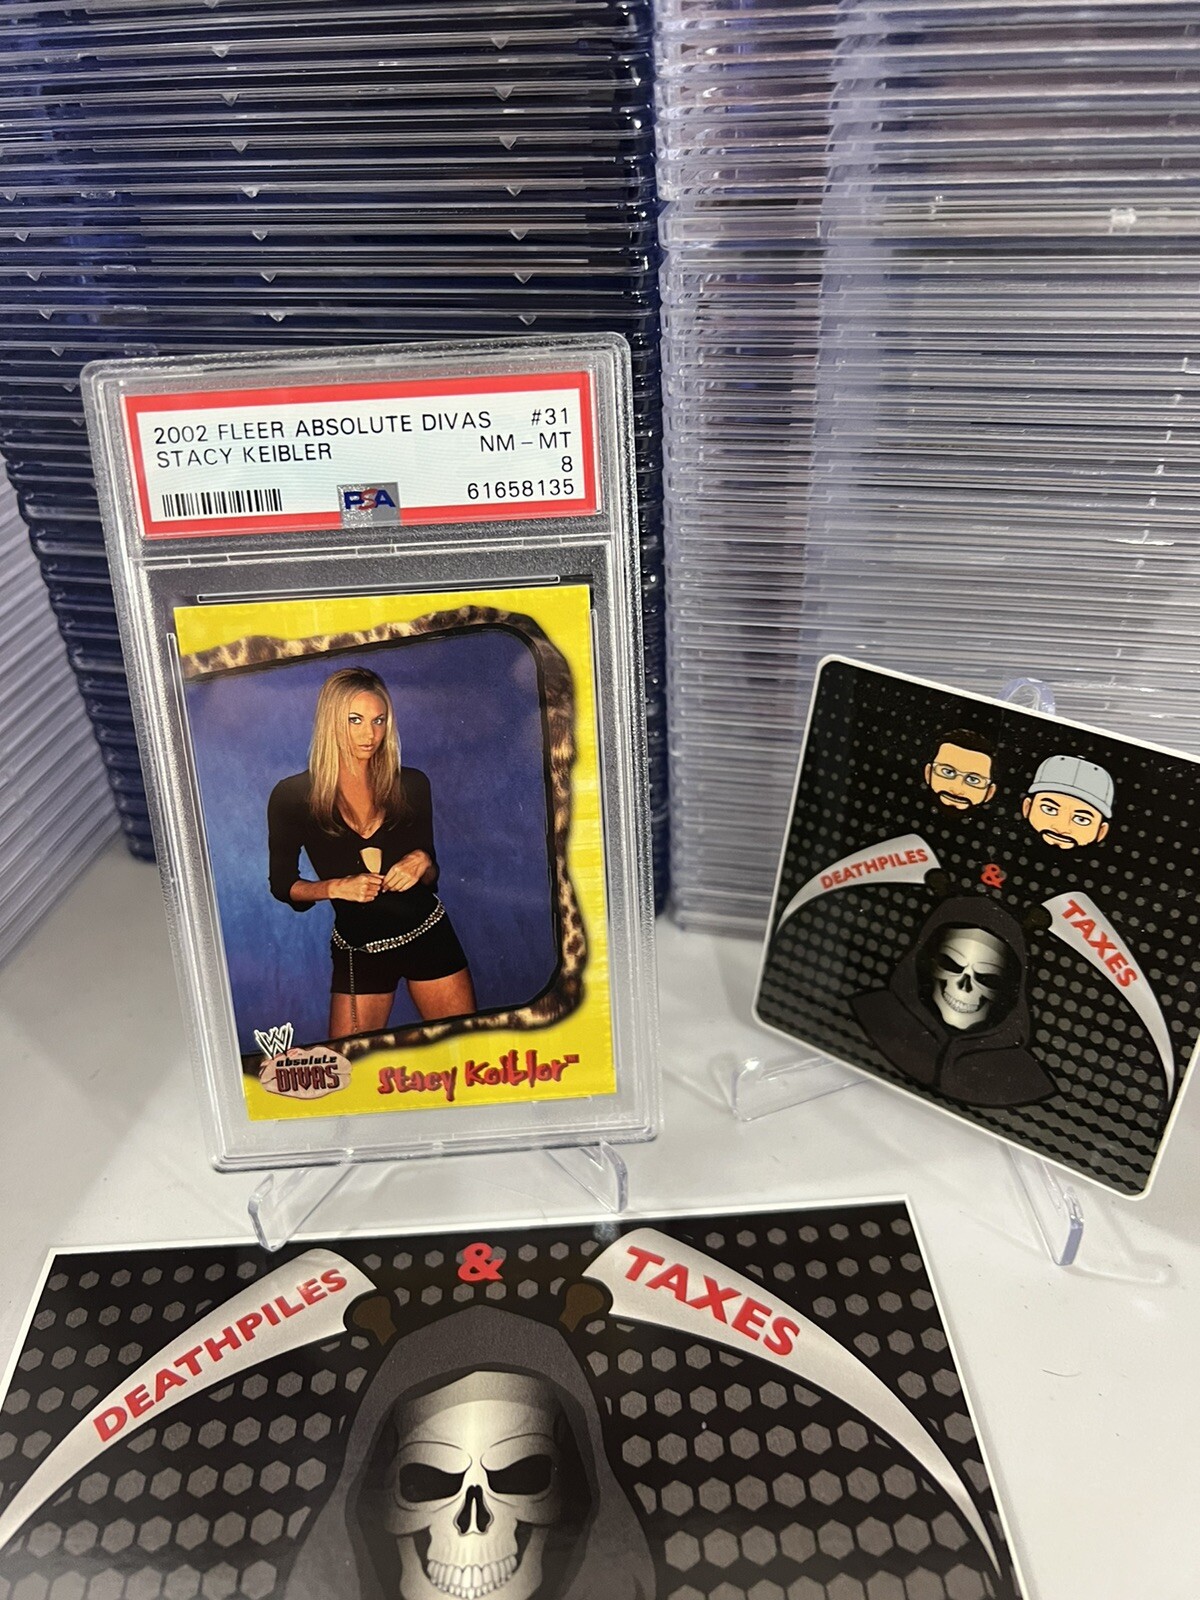 2002 FLEER ABSOLUTE DIVAS #31
STACY KEIBLER NM - MT
8
PSA 61658135
W
absolute
DIVAS
Stacy Keibler™
DEATHPILES
&
TAXES
DEATHPILES
&
TAXES